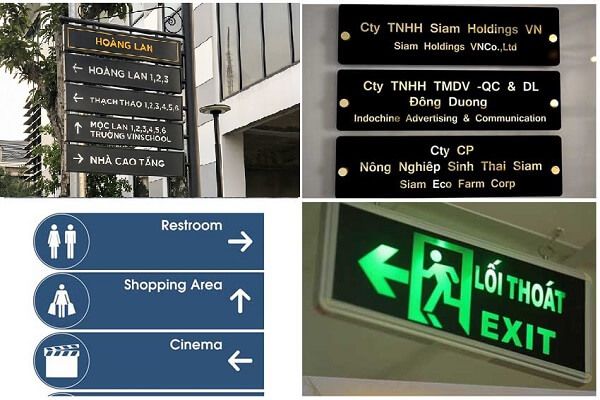 HOÀNG LAN
← HOÀNG LAN 1,2,3
← THẠCH THẢO 1,2,3,4,5,6
↑ MỘC LAN 1,2,3,4,5,6
TRƯỜNG VINSCHOOL
→ NHÀ CAO TẦNG
Cty TNHH Siam Holdings VN
Siam Holdings VNCo.,Ltd
Cty TNHH TMDV -QC & DL
Đông Duong
Indochine Advertising & Communication
Cty CP
Nông Nghiêp Sinh Thai Siam
Siam Eco Farm Corp
Restroom →
Shopping Area ↑
Cinema ←
← LỐI THOÁT
EXIT